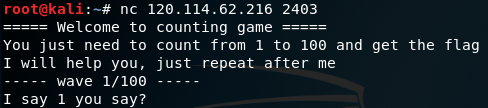 root@kali:~# nc 120.114.62.216 2403
===== Welcome to counting game =====
You just need to count from 1 to 100 and get the flag
I will help you, just repeat after me
----- wave 1/100 -----
I say 1 you say?